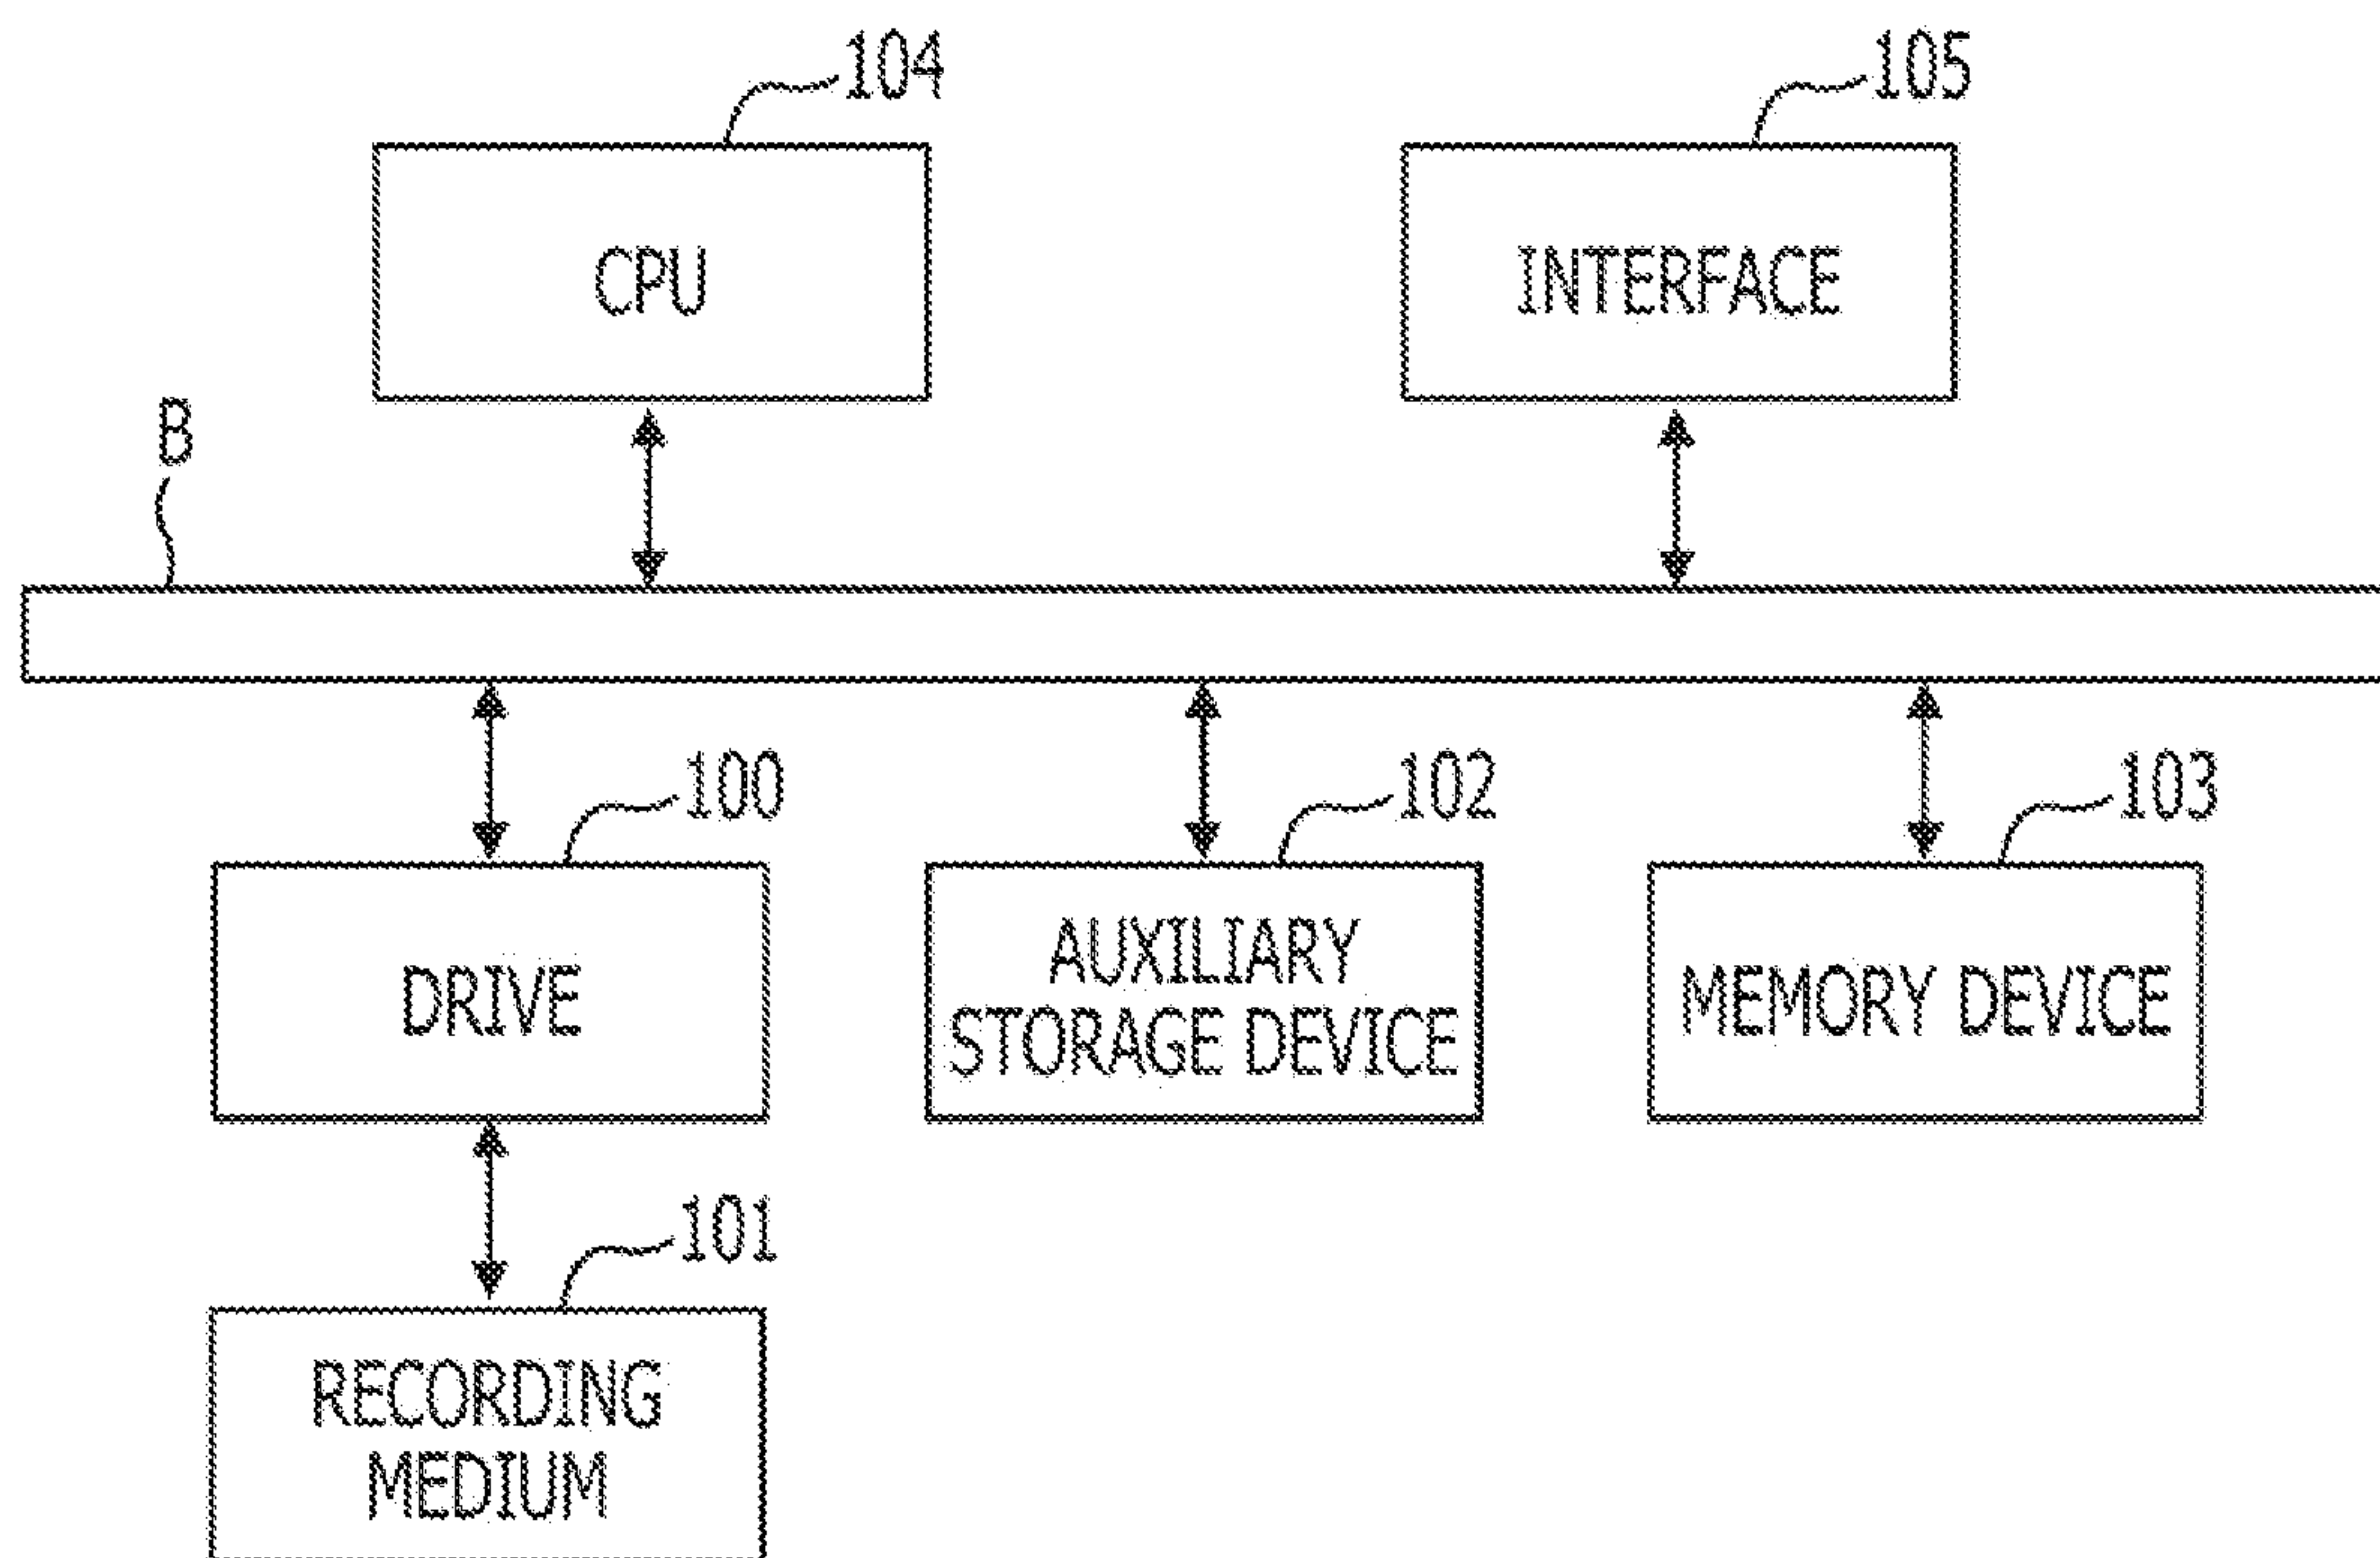 104
105
CPU
INTERFACE
B
100
102
103
DRIVE
AUXILIARY
STORAGE DEVICE
MEMORY DEVICE
101
RECORDING
MEDIUM